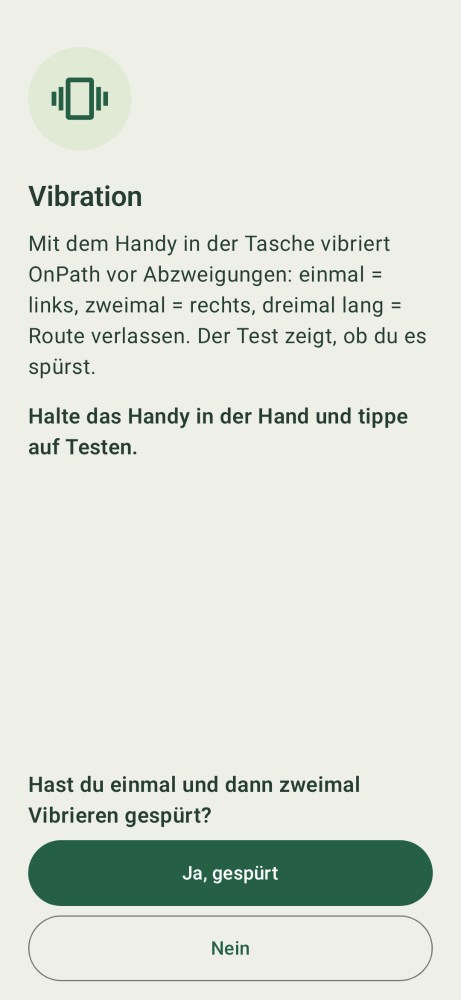 Vibration
Mit dem Handy in der Tasche vibriert
OnPath vor Abzweigungen: einmal =
links, zweimal = rechts, dreimal lang =
Route verlassen. Der Test zeigt, ob du es
spürst.
Halte das Handy in der Hand und tippe
auf Testen.
Hast du einmal und dann zweimal
Vibrieren gespürt?
Ja, gespürt
Nein